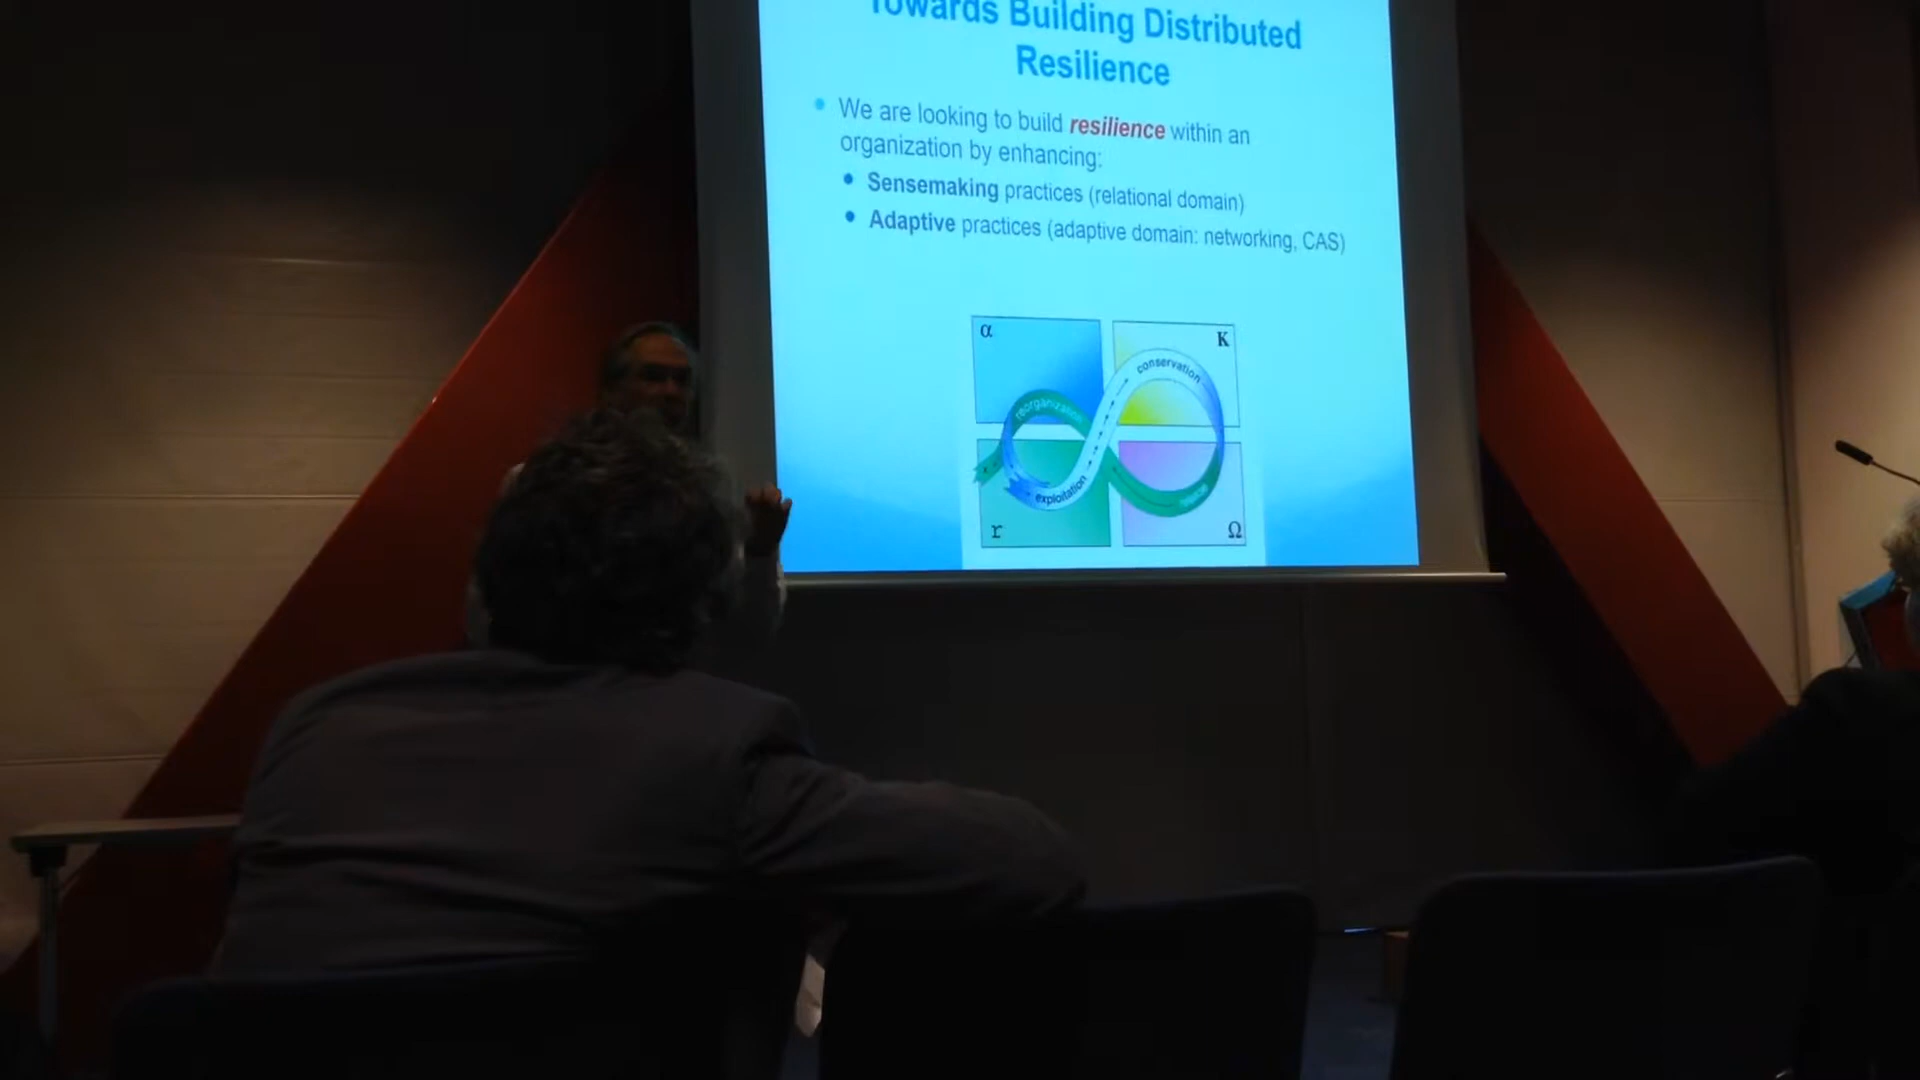 Towards Building Distributed
Resilience
We are looking to build resilience within an
organization by enhancing:
Sensemaking practices (relational domain)
Adaptive practices (adaptive domain: networking, CAS)
α
K
conservation
reorganization
exploitation
r
Ω